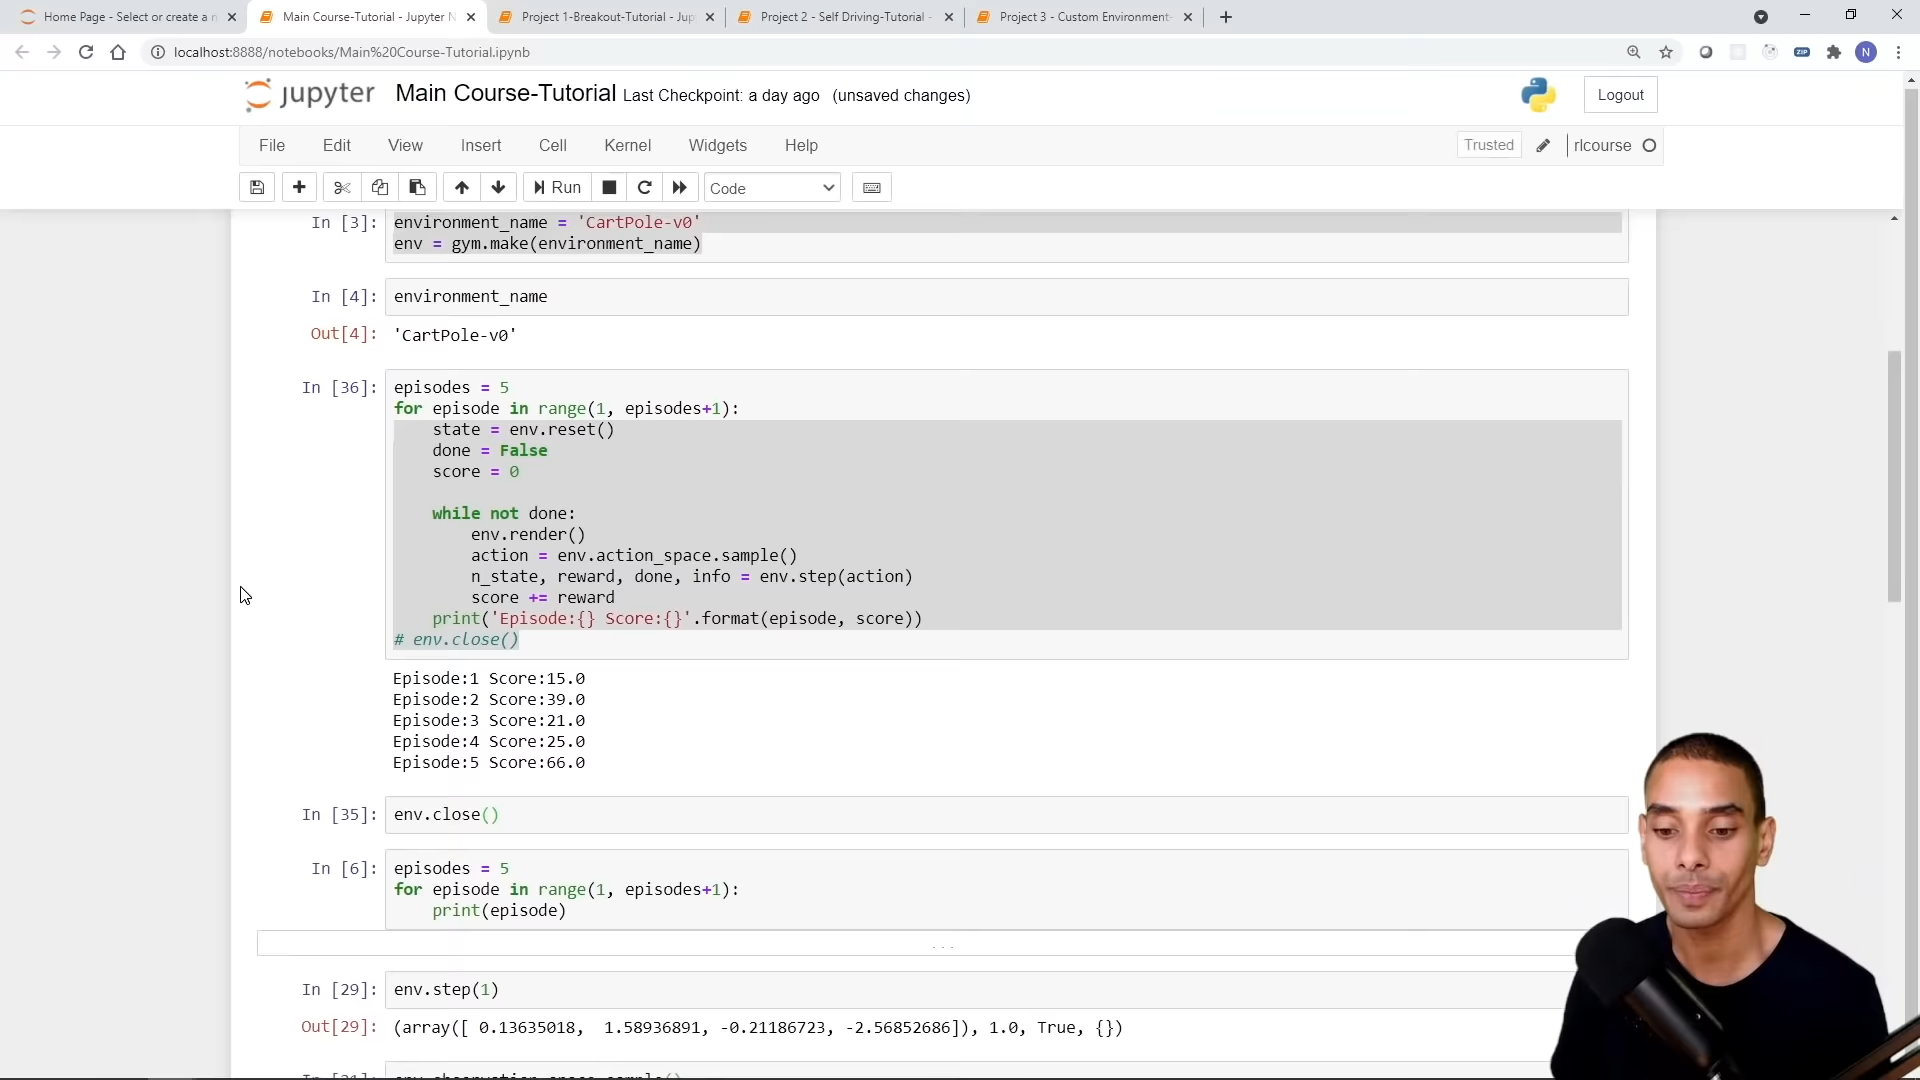 Home Page - Select or create a n
Main Course-Tutorial - Jupyter N
Project 1-Breakout-Tutorial - Jup
Project 2 - Self Driving-Tutorial -
Project 3 - Custom Environment-
localhost:8888/notebooks/Main%20Course-Tutorial.ipynb
ZIP
N
jupyter Main Course-Tutorial Last Checkpoint: a day ago (unsaved changes)
Logout
File Edit View Insert Cell Kernel Widgets Help
Trusted rlcourse
Run Code
In [3]: environment_name = 'CartPole-v0'
env = gym.make(environment_name)
In [4]: environment_name
Out[4]: 'CartPole-v0'
In [36]: episodes = 5
for episode in range(1, episodes+1):
state = env.reset()
done = False
score = 0
while not done:
env.render()
action = env.action_space.sample()
n_state, reward, done, info = env.step(action)
score += reward
print('Episode:{} Score:{}'.format(episode, score))
# env.close()
Episode:1 Score:15.0
Episode:2 Score:39.0
Episode:3 Score:21.0
Episode:4 Score:25.0
Episode:5 Score:66.0
In [35]: env.close()
In [6]: episodes = 5
for episode in range(1, episodes+1):
print(episode)
...
In [29]: env.step(1)
Out[29]: (array([ 0.13635018,  1.58936891, -0.21186723, -2.56852686]), 1.0, True, {})